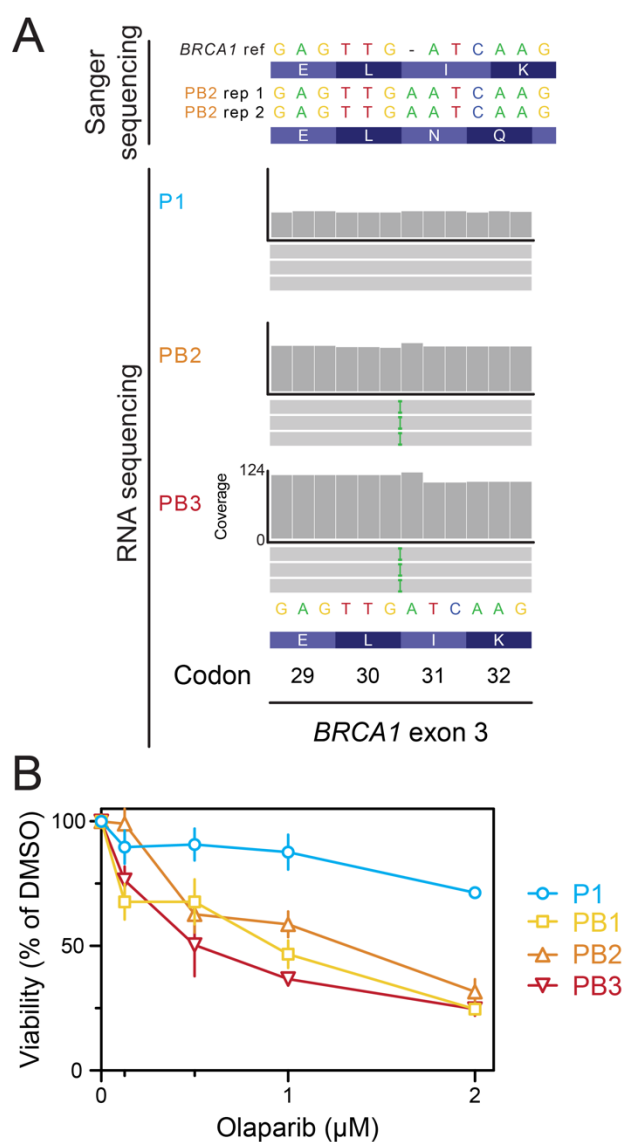 A
Sanger sequencing
BRCA1 ref G A G T T G - A T C A A G
E L I K
PB2 rep 1 G A G T T G A A T C A A G
PB2 rep 2 G A G T T G A A T C A A G
E L N Q
RNA sequencing
P1
PB2
PB3
Coverage
124
0
G A G T T G A T C A A G
E L I K
Codon 29 30 31 32
BRCA1 exon 3
B
Viability (% of DMSO)
100
50
0
0 1 2
Olaparib (µM)
P1
PB1
PB2
PB3